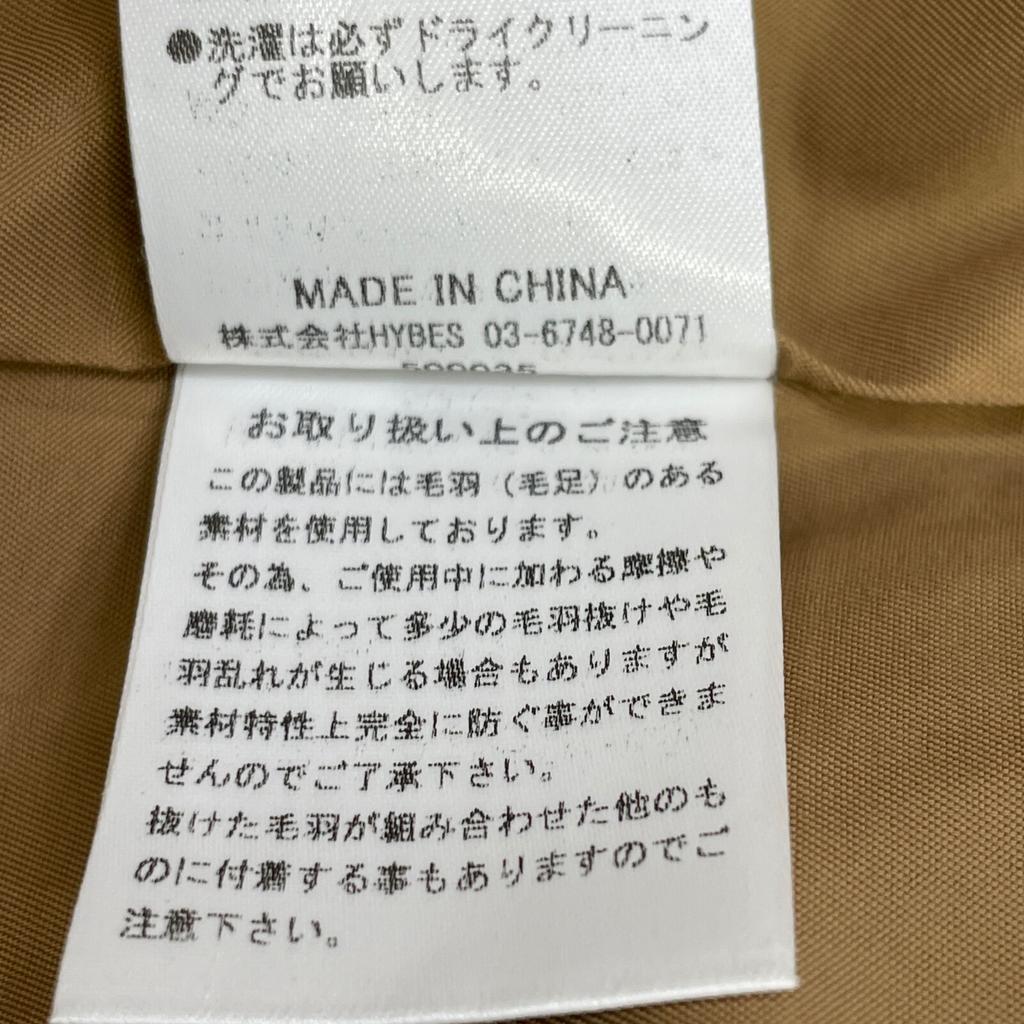 ●洗濯は必ずドライクリーニン
グでお願いします。
MADE IN CHINA
株式会社HYBES 03-6748-0071
お取り扱い上のご注意
この製品には毛羽（毛足）のある
素材を使用しております。
その為、ご使用中に加わる摩擦や
磨耗によって多少の毛羽抜けや毛
羽乱れが生じる場合もありますが
素材特性上完全に防ぐ事ができま
せんのでご了承下さい。
抜けた毛羽が組み合わせた他のも
のに付着する事もありますのでご
注意下さい。